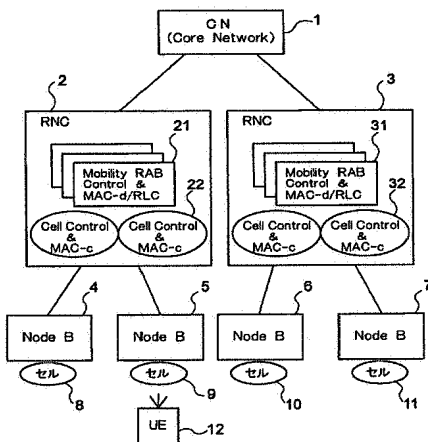 CN
(Core Network)
1
2
3
RNC
RNC
21
31
Mobility RAB
Control &
MAC-d/RLC
Mobility RAB
Control &
MAC-d/RLC
22
32
Cell Control
&
MAC-c
Cell Control
&
MAC-c
Cell Control
&
MAC-c
Cell Control
&
MAC-c
4
5
6
7
Node B
Node B
Node B
Node B
セル
セル
セル
セル
8
9
10
11
UE
12